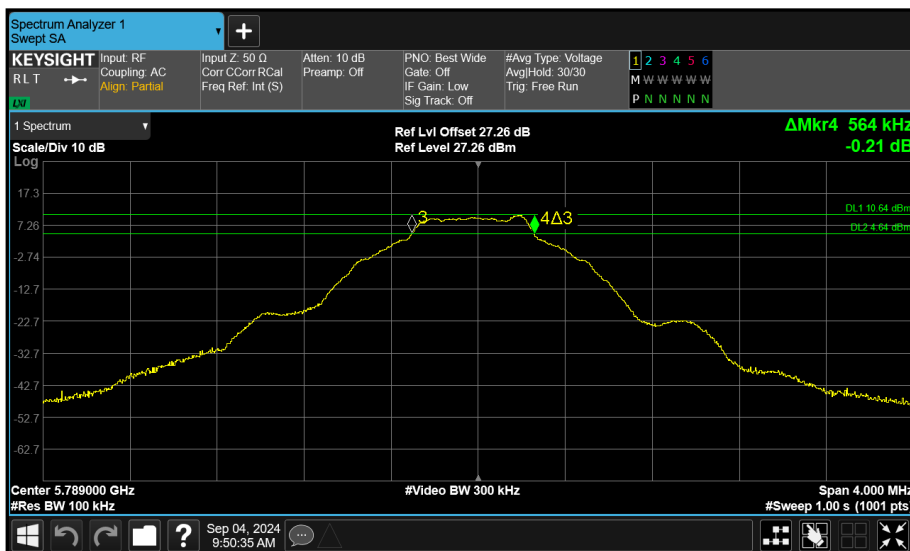 Spectrum Analyzer 1
Swept SA
KEYSIGHT
RLT
LXI
Input: RF
Coupling: AC
Align: Partial
Input Z: 50 Ω
Corr CCorr RCal
Freq Ref: Int (S)
Atten: 10 dB
Preamp: Off
PNO: Best Wide
Gate: Off
IF Gain: Low
Sig Track: Off
#Avg Type: Voltage
Avg|Hold: 30/30
Trig: Free Run
1 2 3 4 5 6
M W W W W W
P N N N N N
1 Spectrum
Scale/Div 10 dB
Ref Lvl Offset 27.26 dB
Ref Level 27.26 dBm
ΔMkr4 564 kHz
-0.21 dB
Log
17.3
7.26
-2.74
-12.7
-22.7
-32.7
-42.7
-52.7
-62.7
3
4Δ3
DL1 10.64 dBm
DL2 4.64 dBm
Center 5.789000 GHz
#Res BW 100 kHz
#Video BW 300 kHz
Span 4.000 MHz
#Sweep 1.00 s (1001 pts)
?
Sep 04, 2024
9:50:35 AM